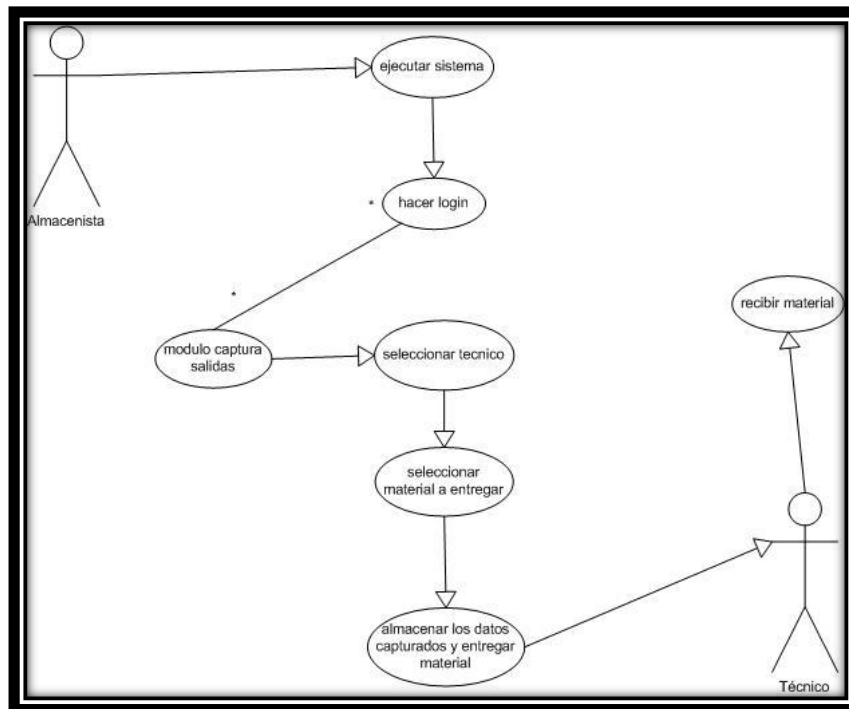 ejecutar sistema
hacer login
*
Almacenista
*
recibir material
modulo captura
salidas
seleccionar tecnico
seleccionar
material a entregar
almacenar los datos
capturados y entregar
material
Técnico